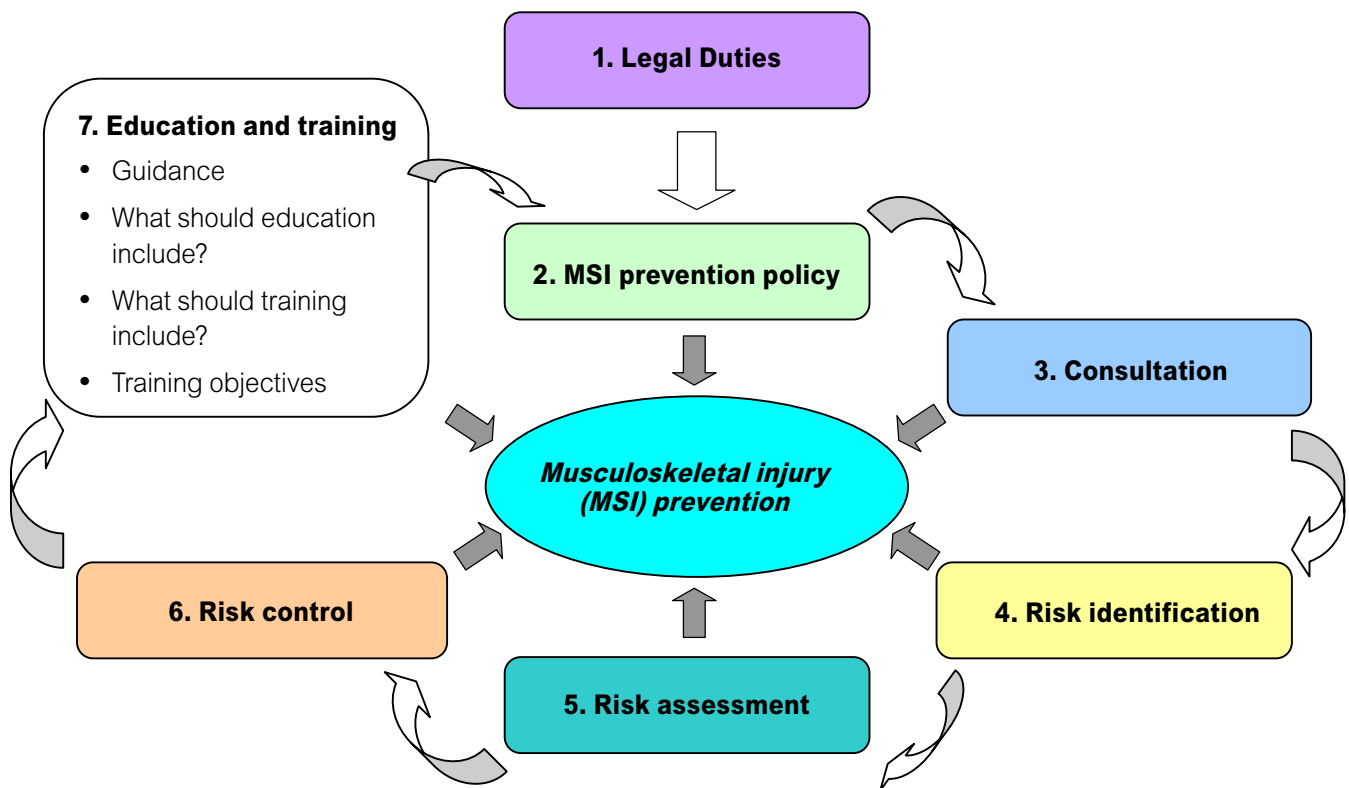 1. Legal Duties
7. Education and training
• Guidance
• What should education
include?
• What should training
include?
• Training objectives
2. MSI prevention policy
3. Consultation
Musculoskeletal injury
(MSI) prevention
6. Risk control
4. Risk identification
5. Risk assessment